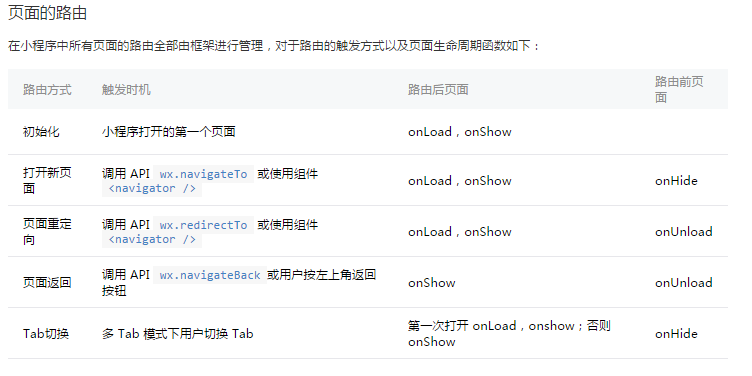 页面的路由
在小程序中所有页面的路由全部由框架进行管理，对于路由的触发方式以及页面生命周期函数如下：
路由方式 触发时机 路由后页面 路由前页
面
初始化 小程序打开的第一个页面 onLoad，onShow
打开新页 调用 API wx.navigateTo 或使用组件 onLoad，onShow onHide
面 <navigator />
页面重定 调用 API wx.redirectTo 或使用组件 onLoad，onShow onUnload
向 <navigator />
页面返回 调用 API wx.navigateBack 或用户按左上角返回 onShow onUnload
按钮
Tab切换 多 Tab 模式下用户切换 Tab 第一次打开 onLoad，onshow；否则 onHide
onShow